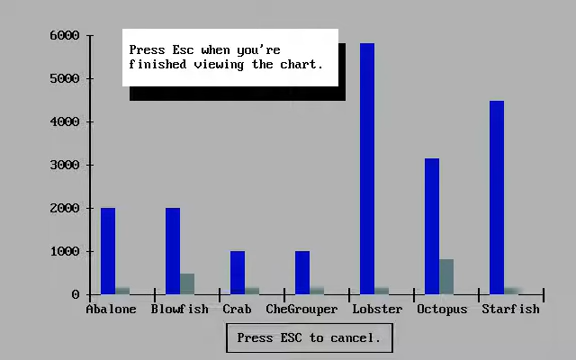 6000
Press Esc when you're
finished viewing the chart.
5000
4000
3000
2000
1000
0
Abalone Blowfish Crab CheGrouper Lobster Octopus Starfish
Press ESC to cancel.